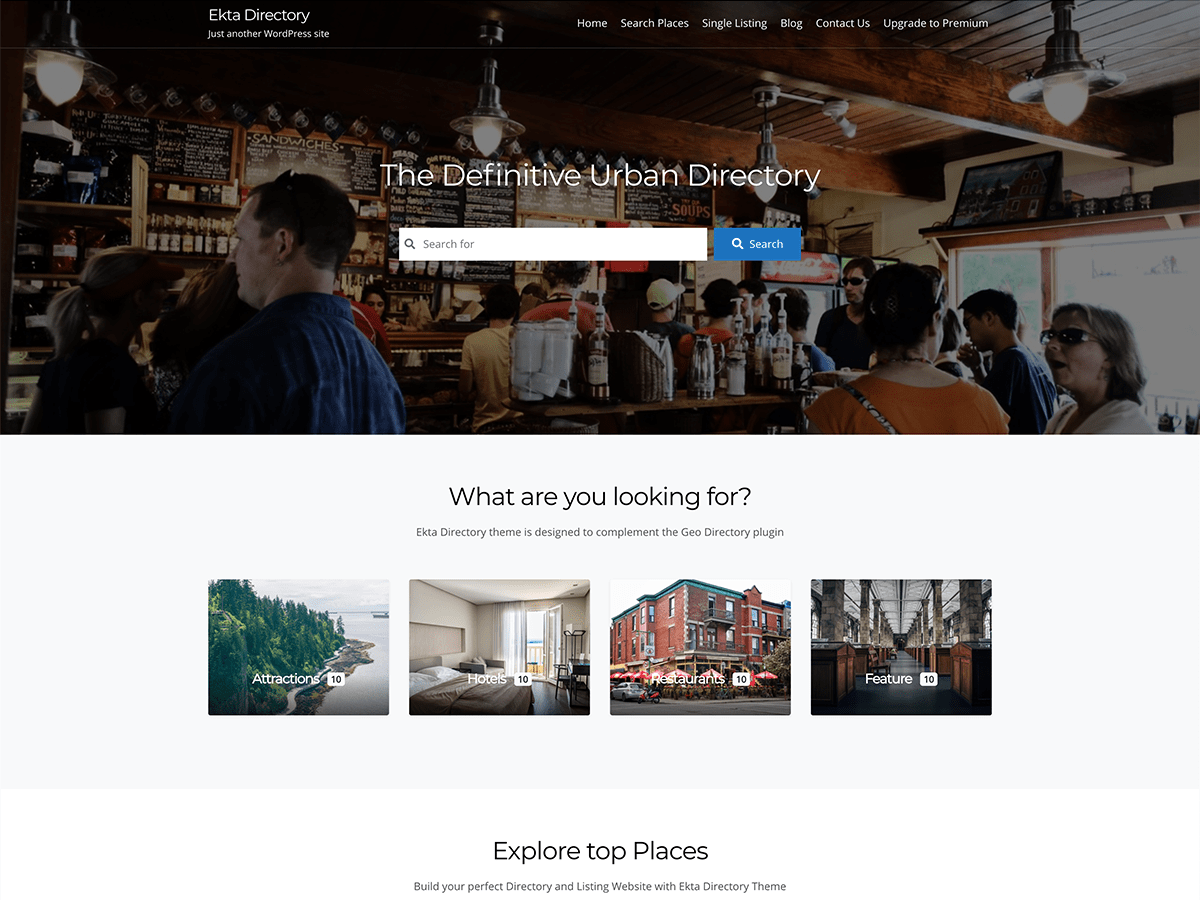 Ekta Directory
Just another WordPress site
Home Search Places Single Listing Blog Contact Us Upgrade to Premium
SANDWICHES
The Definitive Urban Directory
SOUPS
Search for
Search
What are you looking for?
Ekta Directory theme is designed to complement the Geo Directory plugin
Attractions 10
Hotels 10
Restaurants 10
Feature 10
Explore top Places
Build your perfect Directory and Listing Website with Ekta Directory Theme